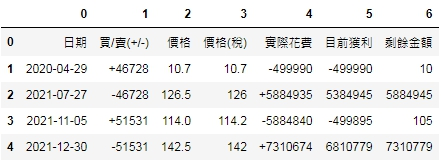 0 1 2 3 4 5 6
0 日期 買/賣(+/-) 價格 價格(稅) 實際花費 目前獲利 剩餘金額
1 2020-04-29 +46728 10.7 10.7 -499990 -499990 10
2 2021-07-27 -46728 126.5 126 +5884935 5384945 5884945
3 2021-11-05 +51531 114.0 114.2 -5884840 -499895 105
4 2021-12-30 -51531 142.5 142 +7310674 6810779 7310779